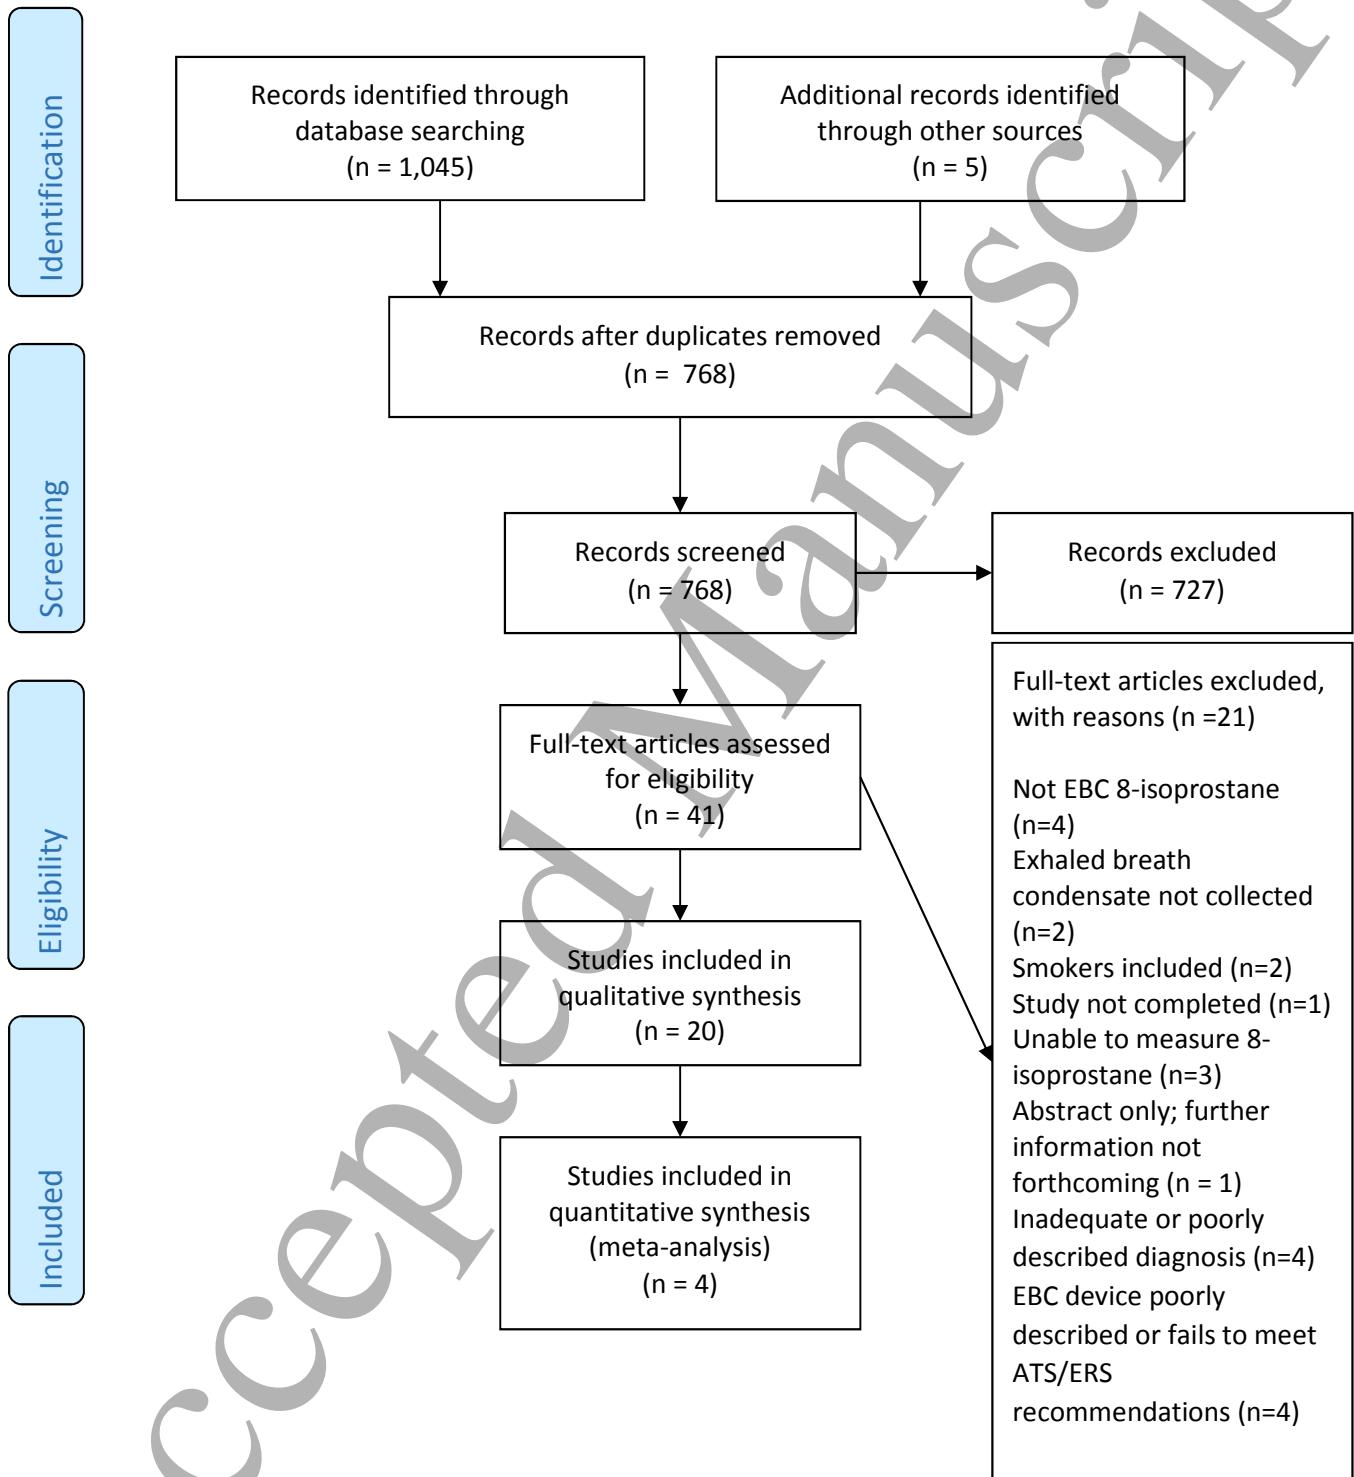 Identification
Records identified through
database searching
(n = 1,045)
Additional records identified
through other sources
(n = 5)
Records after duplicates removed
(n = 768)
Screening
Records screened
(n = 768)
Records excluded
(n = 727)
Eligibility
Full-text articles assessed
for eligibility
(n = 41)
Full-text articles excluded,
with reasons (n =21)
Not EBC 8-isoprostane
(n=4)
Exhaled breath
condensate not collected
(n=2)
Smokers included (n=2)
Study not completed (n=1)
Unable to measure 8-
isoprostane (n=3)
Abstract only; further
information not
forthcoming (n = 1)
Inadequate or poorly
described diagnosis (n=4)
EBC device poorly
described or fails to meet
ATS/ERS
recommendations (n=4)
Studies included in
qualitative synthesis
(n = 20)
Included
Studies included in
quantitative synthesis
(meta-analysis)
(n = 4)
ccepted Manuscrip